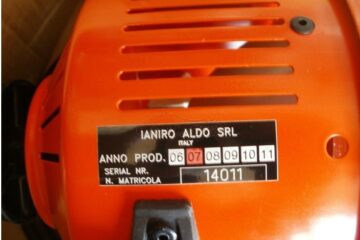 IANIRO ALDO SRL
ITALY
ANNO PROD. 06 07 08 09 10 11
SERIAL NR.
N. MATRICOLA 14011